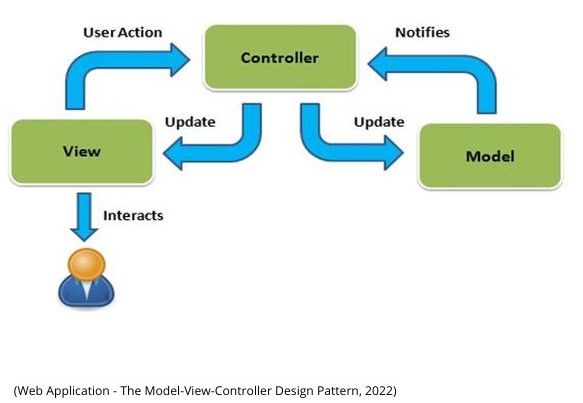 User Action
Notifies
Controller
Update
Update
View
Model
Interacts
(Web Application - The Model-View-Controller Design Pattern, 2022)